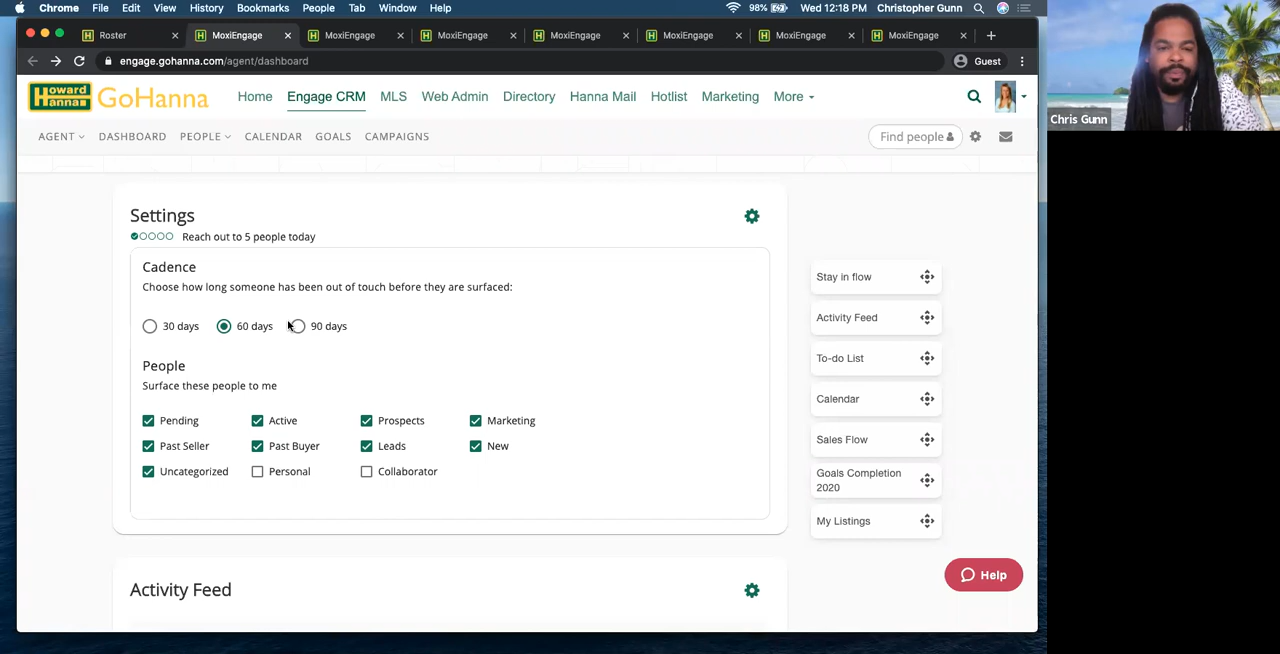 Chrome File Edit View History Bookmarks People Tab Window Help 98% Wed 12:18 PM Christopher Gunn
Roster MoxiEngage MoxiEngage MoxiEngage MoxiEngage MoxiEngage MoxiEngage MoxiEngage
engage.gohanna.com/agent/dashboard Guest
Howard Hanna GoHanna Home Engage CRM MLS Web Admin Directory Hanna Mail Hotlist Marketing More
AGENT DASHBOARD PEOPLE CALENDAR GOALS CAMPAIGNS Find people
Settings
Reach out to 5 people today
Cadence
Choose how long someone has been out of touch before they are surfaced:
30 days 60 days 90 days
People
Surface these people to me
Pending Active Prospects Marketing
Past Seller Past Buyer Leads New
Uncategorized Personal Collaborator
Activity Feed
Stay in flow
Activity Feed
To-do List
Calendar
Sales Flow
Goals Completion
2020
My Listings
Help
Chris Gunn